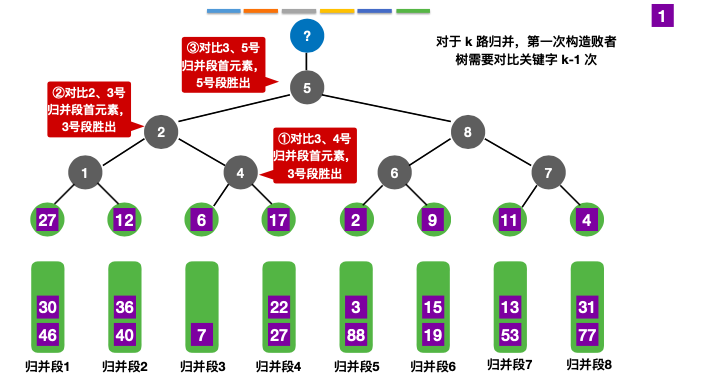 1
?
③对比3、5号
归并段首元素，
5号段胜出
对于 k 路归并，第一次构造败者
树需要对比关键字 k-1 次
5
②对比2、3号
归并段首元素，
3号段胜出
2
8
①对比3、4号
归并段首元素，
3号段胜出
1
4
6
7
27 12 6 17 2 9 11 4
30 36 22 3 15 13 31
46 40 7 27 88 19 53 77
归并段1 归并段2 归并段3 归并段4 归并段5 归并段6 归并段7 归并段8